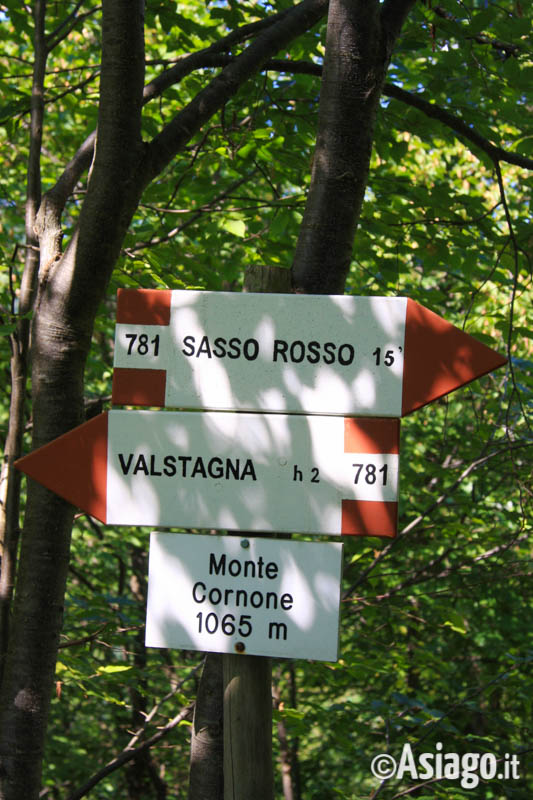 781 SASSO ROSSO 15'
VALSTAGNA h 2 781
Monte
Cornone
1065 m
©Asiago.it